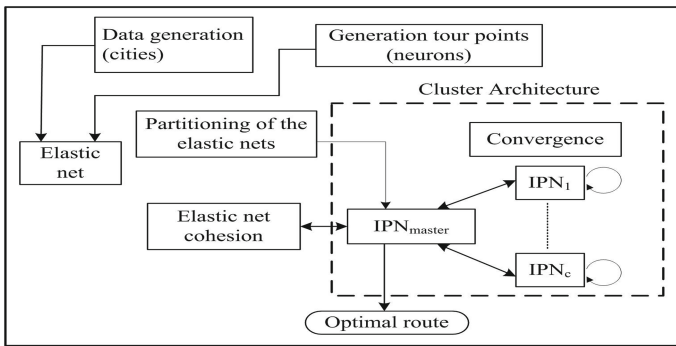 Data generation
(cities)
Generation tour points
(neurons)
Cluster Architecture
Partitioning of the
elastic nets
Convergence
Elastic
net
IPN₁
Elastic net
cohesion
IPNmaster
IPNc
Optimal route